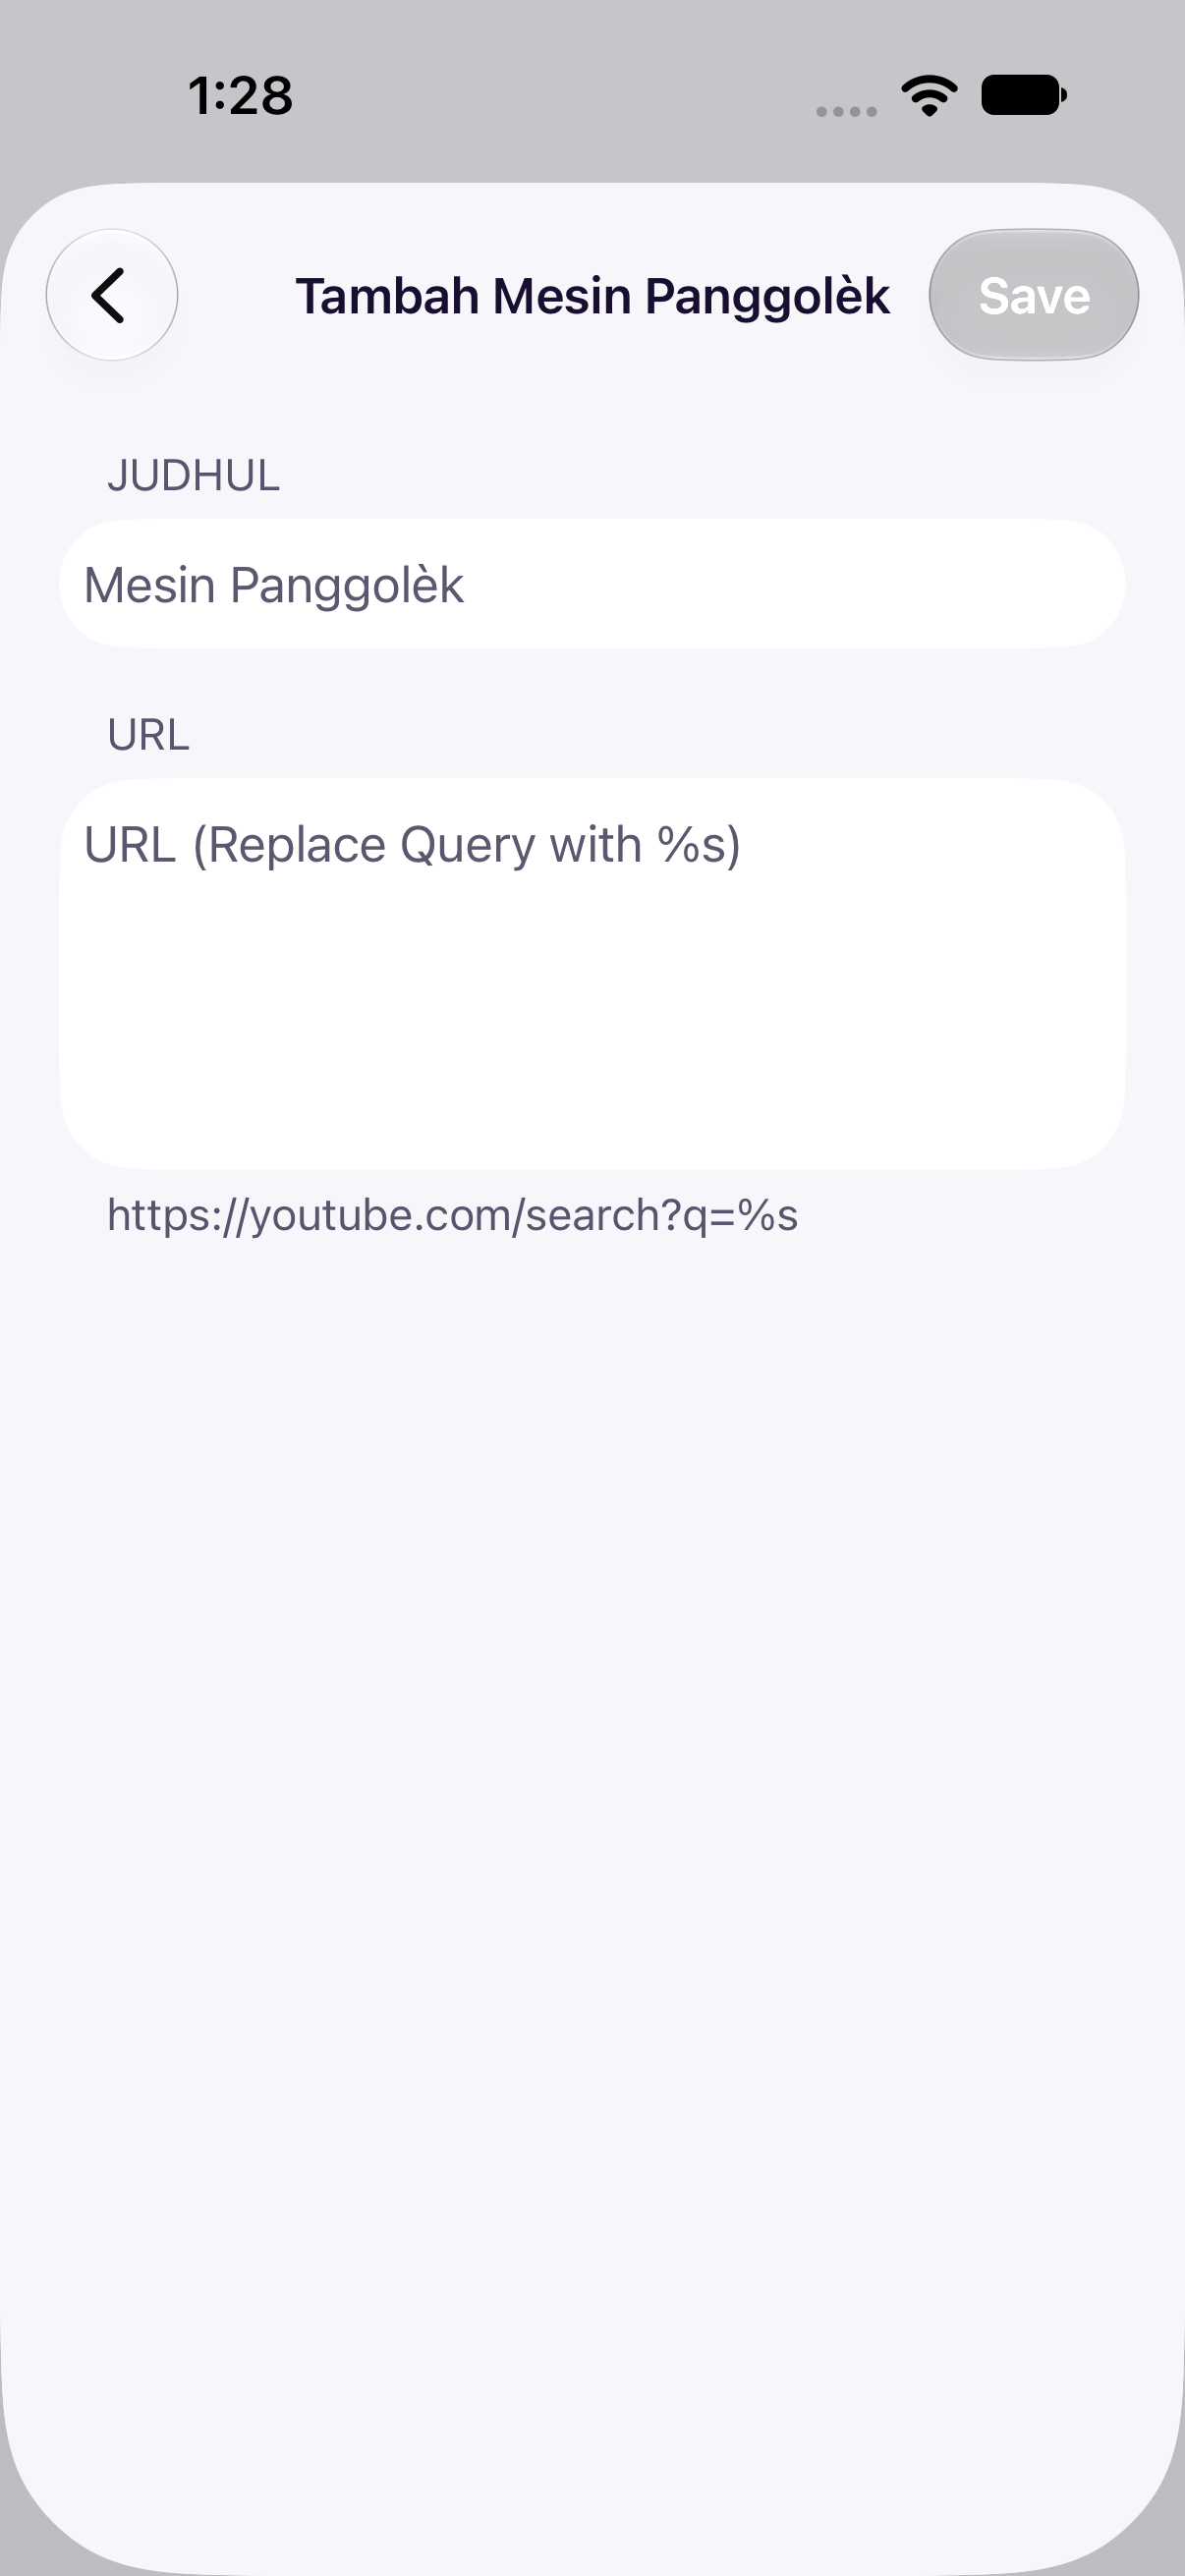 1:28
Tambah Mesin Panggolèk
Save
JUDHUL
Mesin Panggolèk
URL
URL (Replace Query with %s)
https://youtube.com/search?q=%s